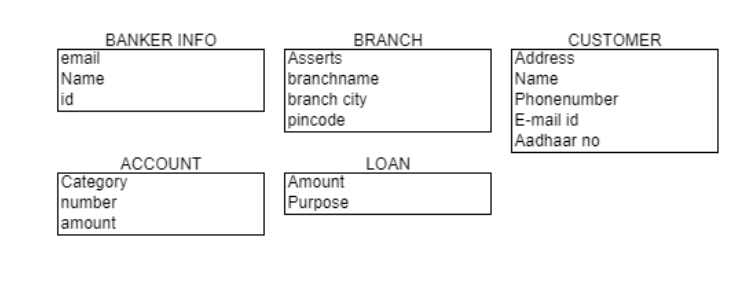 BANKER INFO
email
Name
id
BRANCH
Asserts
branchname
branch city
pincode
CUSTOMER
Address
Name
Phonenumber
E-mail id
Aadhaar no
ACCOUNT
Category
number
amount
LOAN
Amount
Purpose